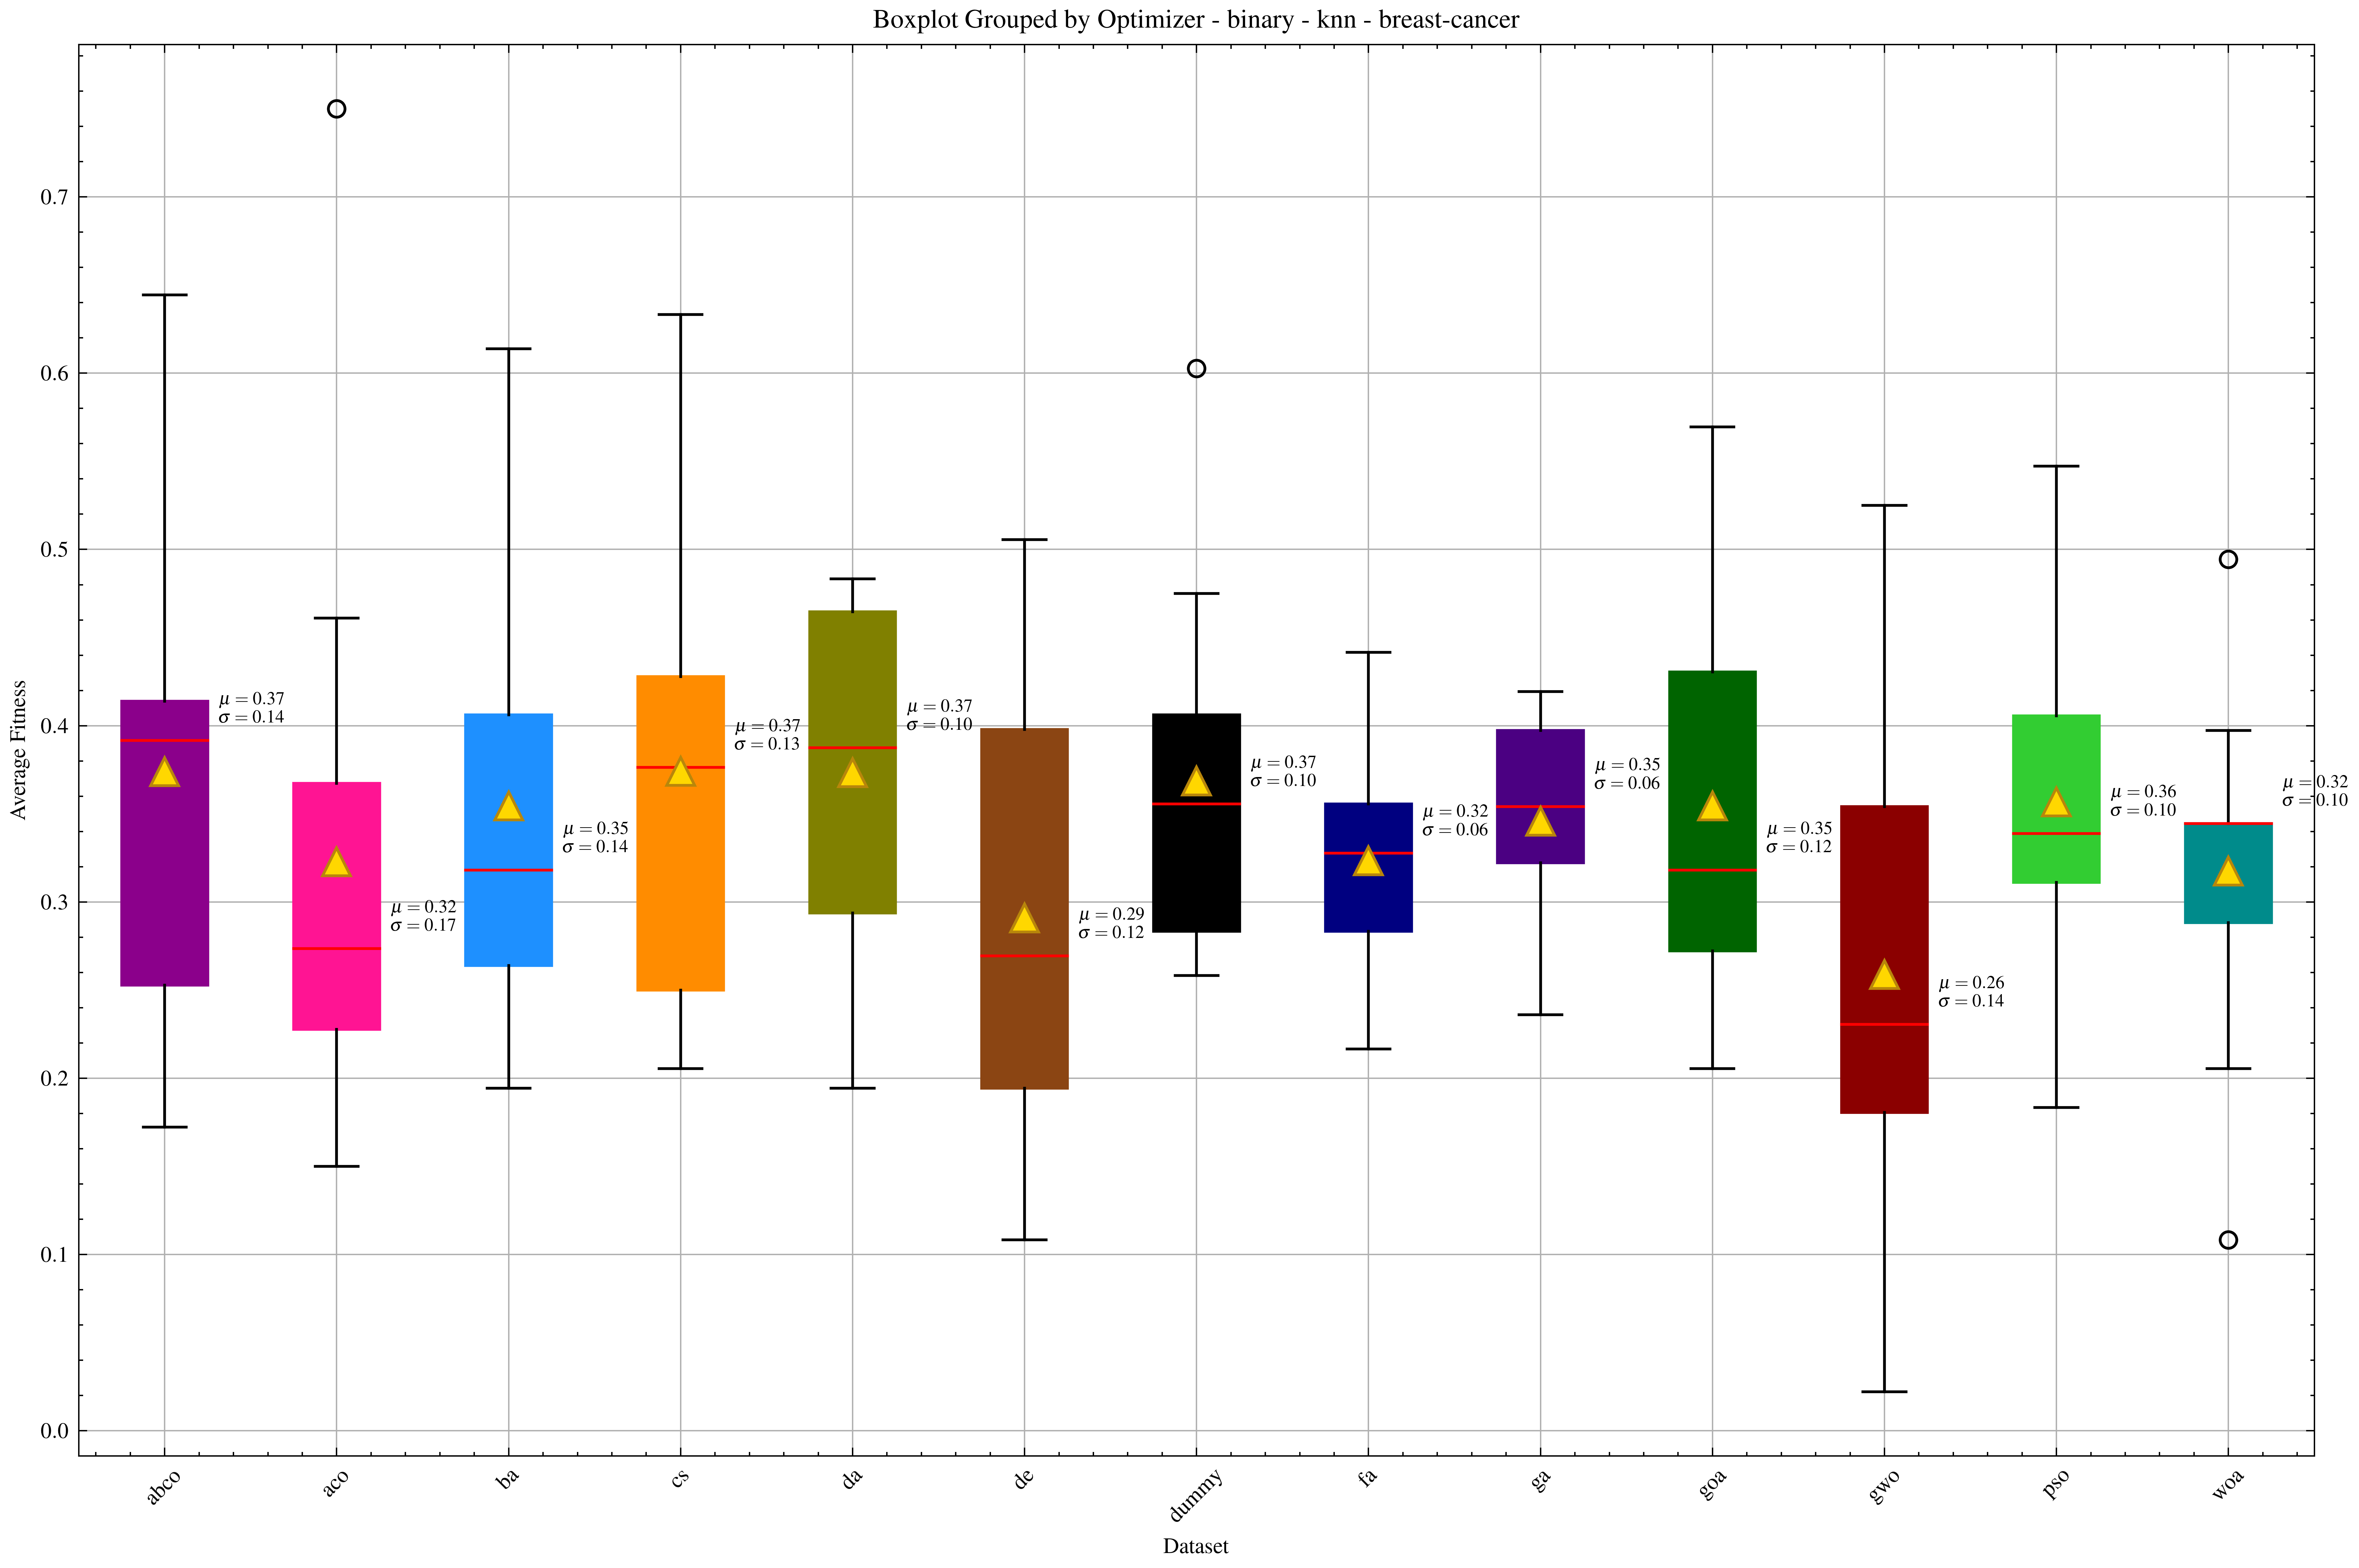 Boxplot Grouped by Optimizer - binary - knn - breast-cancer
Average Fitness
0.7
0.6
0.5
0.4
0.3
0.2
0.1
0.0
μ = 0.37
σ = 0.14
μ = 0.32
σ = 0.17
μ = 0.35
σ = 0.14
μ = 0.37
σ = 0.13
μ = 0.37
σ = 0.10
μ = 0.29
σ = 0.12
μ = 0.37
σ = 0.10
μ = 0.32
σ = 0.06
μ = 0.35
σ = 0.06
μ = 0.35
σ = 0.12
μ = 0.26
σ = 0.14
μ = 0.36
σ = 0.10
μ = 0.32
σ = 0.10
abco
aco
ba
cs
da
de
dummy
fa
ga
goa
gwo
pso
woa
Dataset